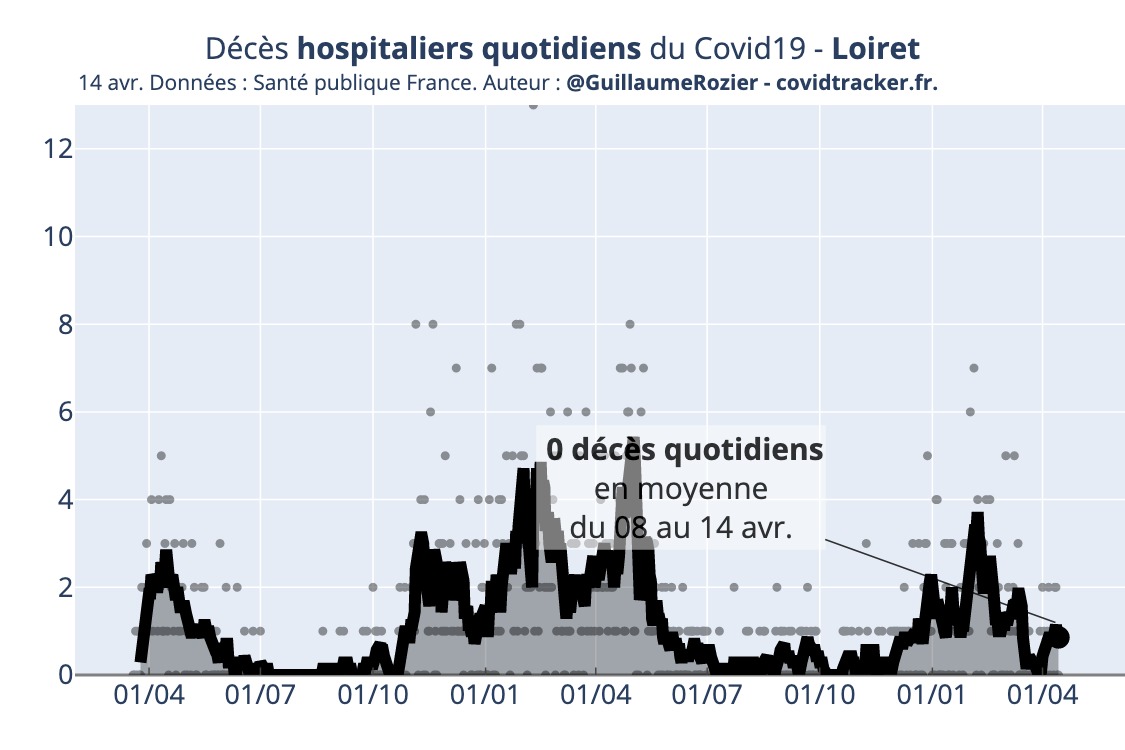 Décès hospitaliers quotidiens du Covid19 - Loiret
14 avr. Données : Santé publique France. Auteur : @GuillaumeRozier - covidtracker.fr.
12
10
8
6
4
2
0
0 décès quotidiens
en moyenne
du 08 au 14 avr.
01/04 01/07 01/10 01/01 01/04 01/07 01/10 01/01 01/04